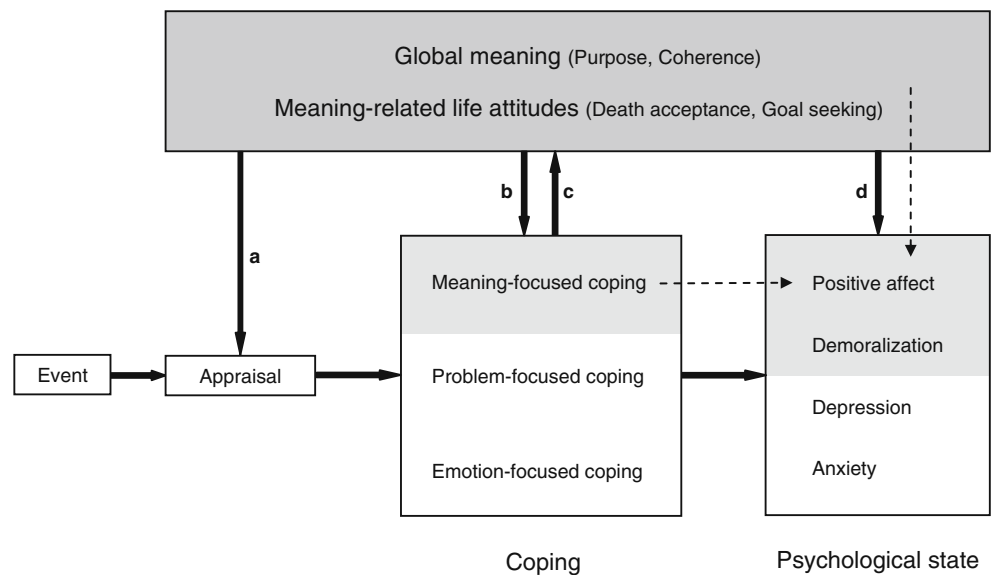 Global meaning (Purpose, Coherence)
Meaning-related life attitudes (Death acceptance, Goal seeking)
a
b
c
d
Event
Appraisal
Meaning-focused coping
Problem-focused coping
Emotion-focused coping
Positive affect
Demoralization
Depression
Anxiety
Coping
Psychological state